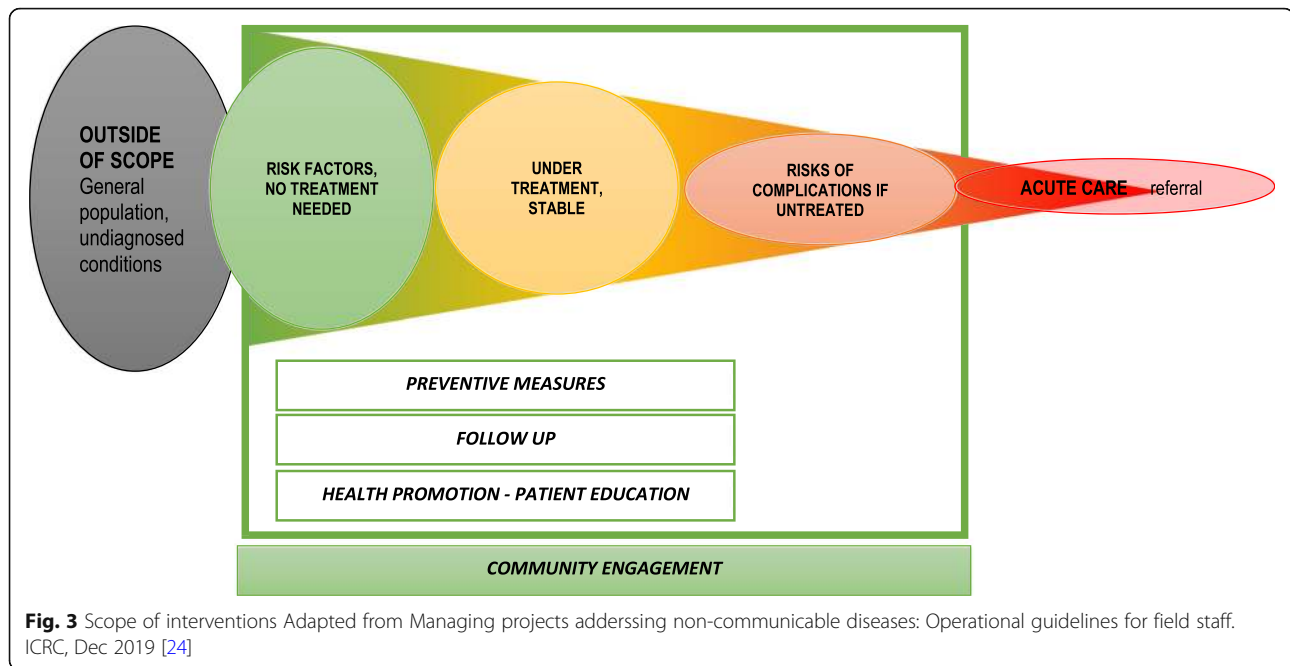 OUTSIDE
OF SCOPE
General
population,
undiagnosed
conditions
RISK FACTORS,
NO TREATMENT
NEEDED
UNDER
TREATMENT,
STABLE
RISKS OF
COMPLICATIONS IF
UNTREATED
ACUTE CARE referral
PREVENTIVE MEASURES
FOLLOW UP
HEALTH PROMOTION - PATIENT EDUCATION
COMMUNITY ENGAGEMENT
Fig. 3 Scope of interventions Adapted from Managing projects adderssing non-communicable diseases: Operational guidelines for field staff.
ICRC, Dec 2019 [24]